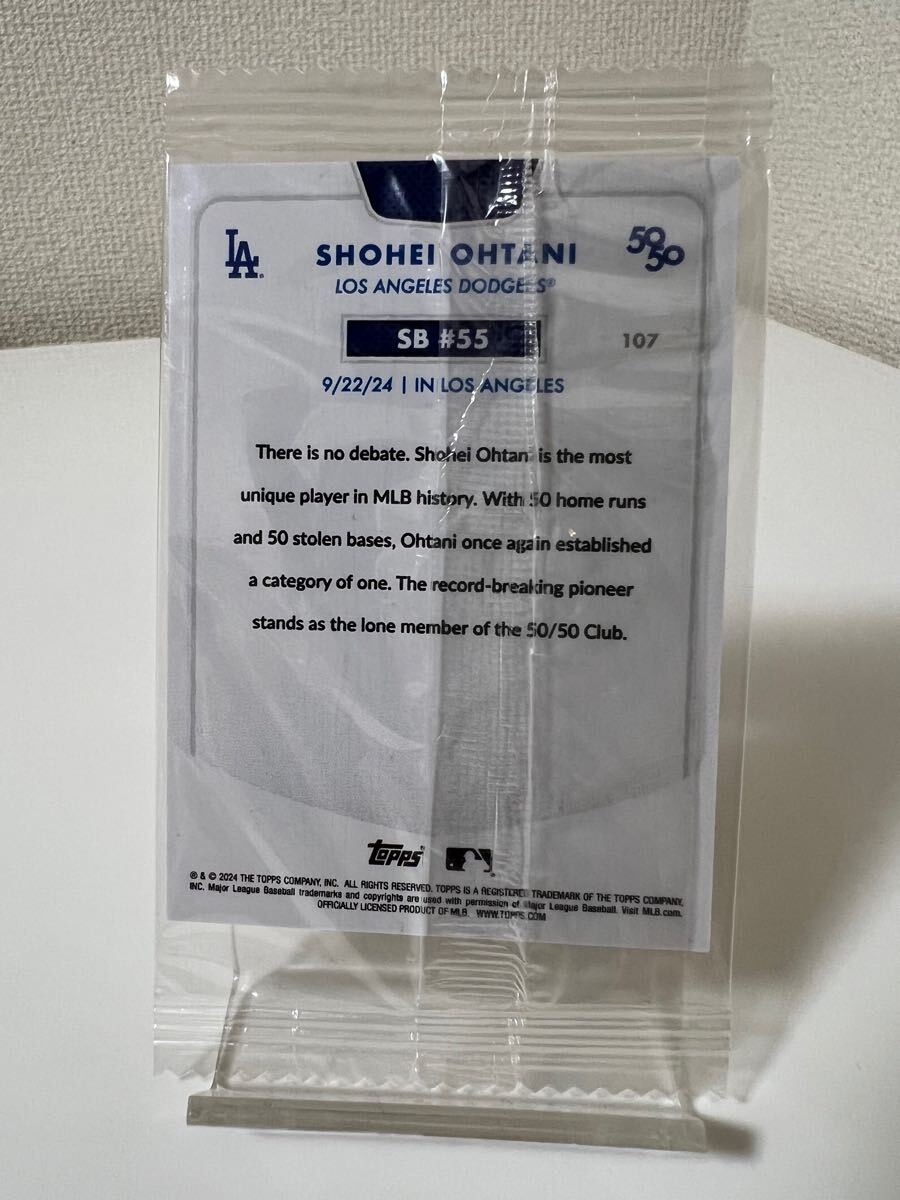 LA
SHOHEI OHTANI
50
50
LOS ANGELES DODGERS®
SB #55
107
9/22/24 | IN LOS ANGELES
There is no debate. Shohei Ohtani is the most
unique player in MLB history. With 50 home runs
and 50 stolen bases, Ohtani once again established
a category of one. The record-breaking pioneer
stands as the lone member of the 50/50 Club.
topps
® & © 2024 THE TOPPS COMPANY, INC. ALL RIGHTS RESERVED. TOPPS IS A REGISTERED TRADEMARK OF THE TOPPS COMPANY,
INC. Major League Baseball trademarks and copyrights are used with permission of Major League Baseball. Visit MLB.com.
OFFICIALLY LICENSED PRODUCT OF MLB. WWW.TOPPS.COM